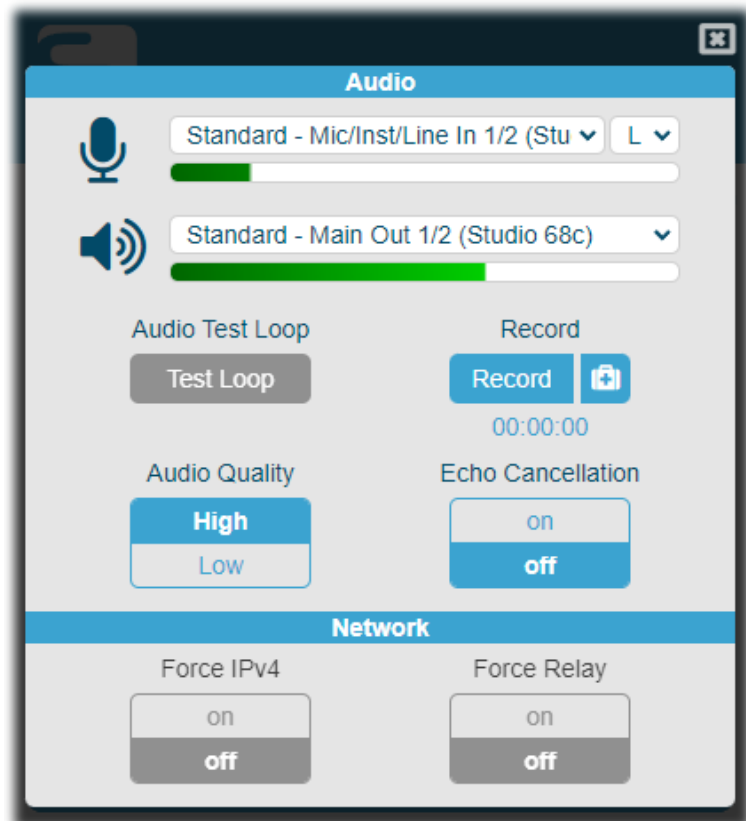 Audio
Standard - Mic/Inst/Line In 1/2 (Stu L
Standard - Main Out 1/2 (Studio 68c)
Audio Test Loop Record
Test Loop Record
00:00:00
Audio Quality Echo Cancellation
High on
Low off
Network
Force IPv4 Force Relay
on on
off off